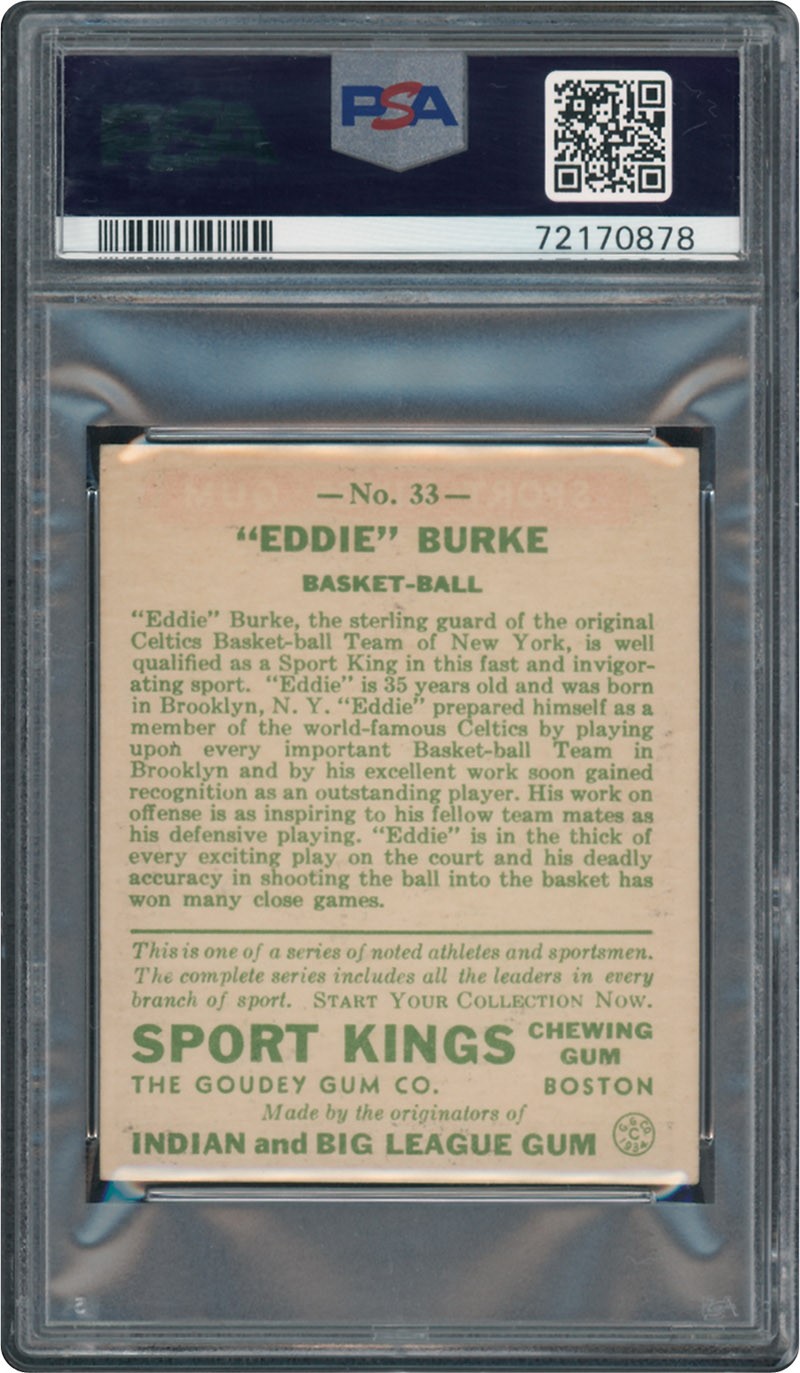 PSA
72170878
—No. 33—
"EDDIE" BURKE
BASKET-BALL
"Eddie" Burke, the sterling guard of the original
Celtics Basket-ball Team of New York, is well
qualified as a Sport King in this fast and invigor-
ating sport. "Eddie" is 35 years old and was born
in Brooklyn, N. Y. "Eddie" prepared himself as a
member of the world-famous Celtics by playing
upon every important Basket-ball Team in
Brooklyn and by his excellent work soon gained
recognition as an outstanding player. His work on
offense is as inspiring to his fellow team mates as
his defensive playing. "Eddie" is in the thick of
every exciting play on the court and his deadly
accuracy in shooting the ball into the basket has
won many close games.
This is one of a series of noted athletes and sportsmen.
The complete series includes all the leaders in every
branch of sport. START YOUR COLLECTION NOW.
SPORT KINGS CHEWING GUM
THE GOUDEY GUM CO. BOSTON
Made by the originators of
INDIAN and BIG LEAGUE GUM